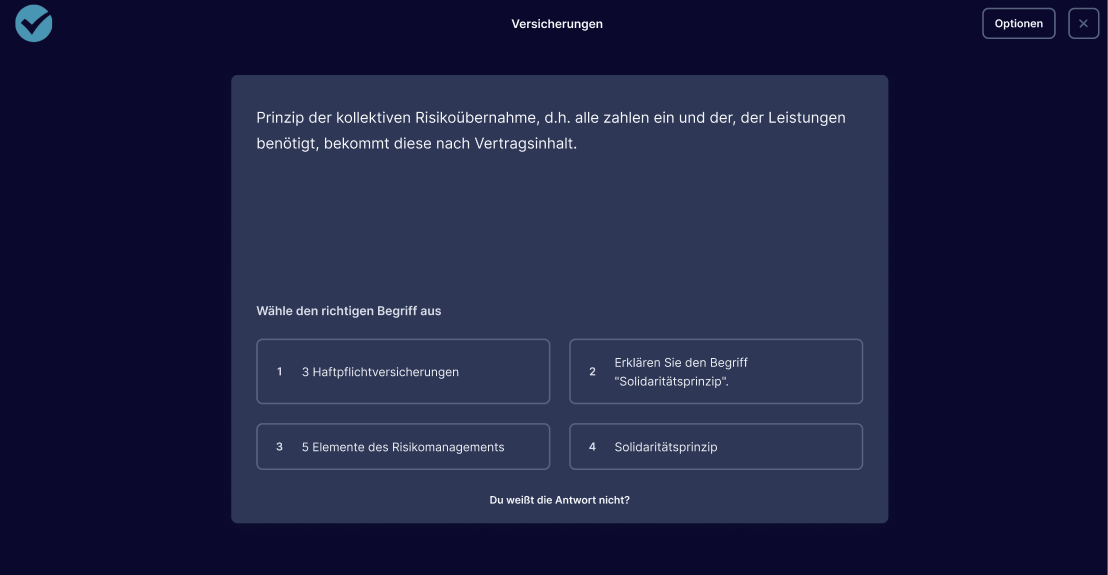 Versicherungen
Optionen
Prinzip der kollektiven Risikoübernahme, d.h. alle zahlen ein und der, der Leistungen
benötigt, bekommt diese nach Vertragsinhalt.
Wähle den richtigen Begriff aus
1 3 Haftpflichtversicherungen
2 Erklären Sie den Begriff
"Solidaritätsprinzip".
3 5 Elemente des Risikomanagements
4 Solidaritätsprinzip
Du weißt die Antwort nicht?